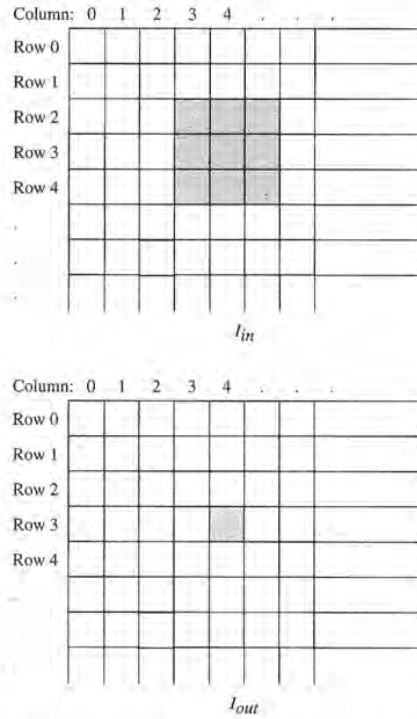 Column: 0 1 2 3 4 . . .
Row 0
Row 1
Row 2
Row 3
Row 4
.
.
.
I_in
Column: 0 1 2 3 4 . . .
Row 0
Row 1
Row 2
Row 3
Row 4
I_out